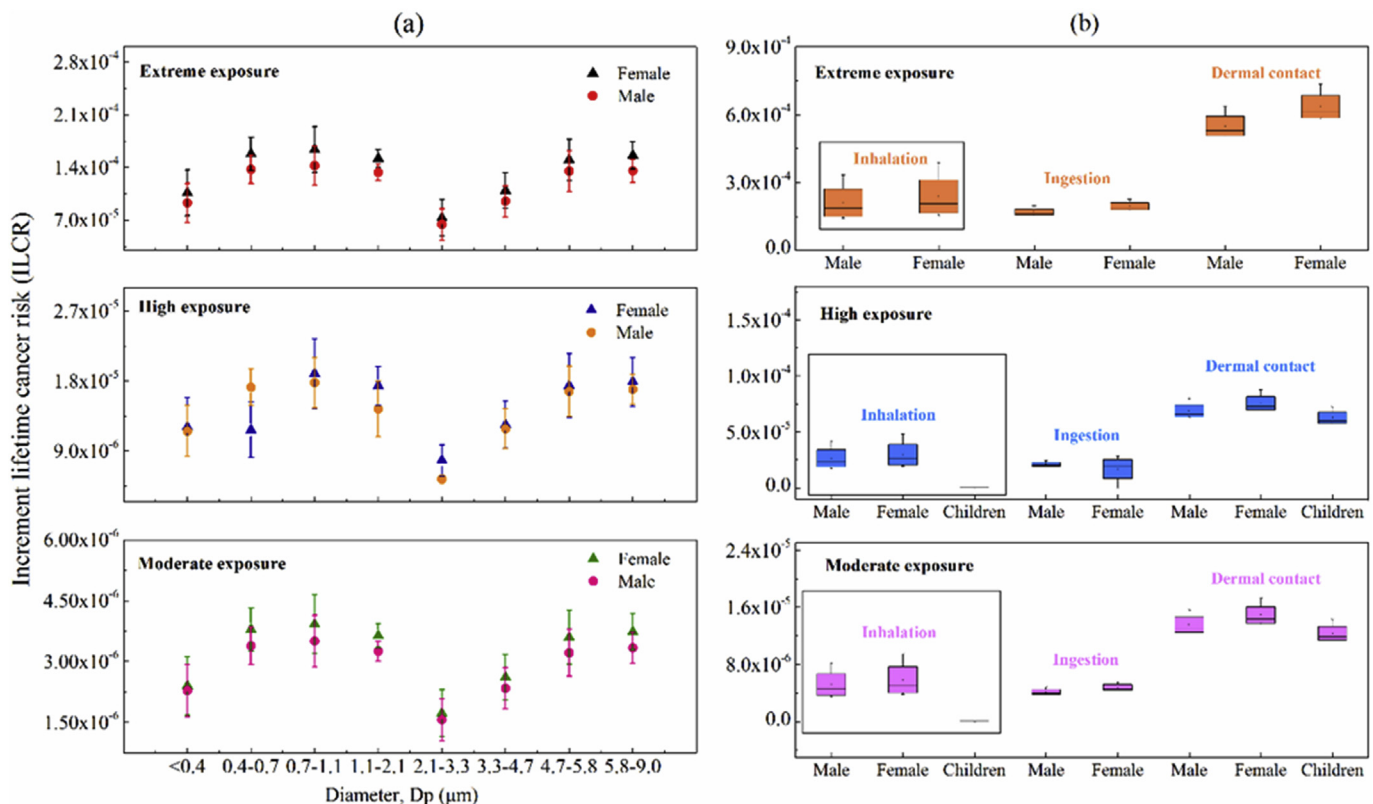 (a)
(b)
Increment lifetime cancer risk (ILCR)
Extreme exposure
Female
Male
2.8x10⁻⁴
2.1x10⁻⁴
1.4x10⁻⁴
7.0x10⁻⁵
High exposure
Female
Male
2.7x10⁻⁵
1.8x10⁻⁵
9.0x10⁻⁶
Moderate exposure
Female
Male
6.00x10⁻⁶
4.50x10⁻⁶
3.00x10⁻⁶
1.50x10⁻⁶
<0.4 0.4-0.7 0.7-1.1 1.1-2.1 2.1-3.3 3.3-4.7 4.7-5.8 5.8-9.0
Diameter, Dp (μm)
9.0x10⁻⁴
6.0x10⁻⁴
3.0x10⁻⁴
0.0
Extreme exposure
Dermal contact
Inhalation
Ingestion
Male Female Male Female Male Female
1.5x10⁻⁴
1.0x10⁻⁴
5.0x10⁻⁵
0.0
High exposure
Dermal contact
Inhalation
Ingestion
Male Female Children Male Female Male Female Children
2.4x10⁻⁵
1.6x10⁻⁵
8.0x10⁻⁶
0.0
Moderate exposure
Dermal contact
Inhalation
Ingestion
Male Female Children Male Female Male Female Children